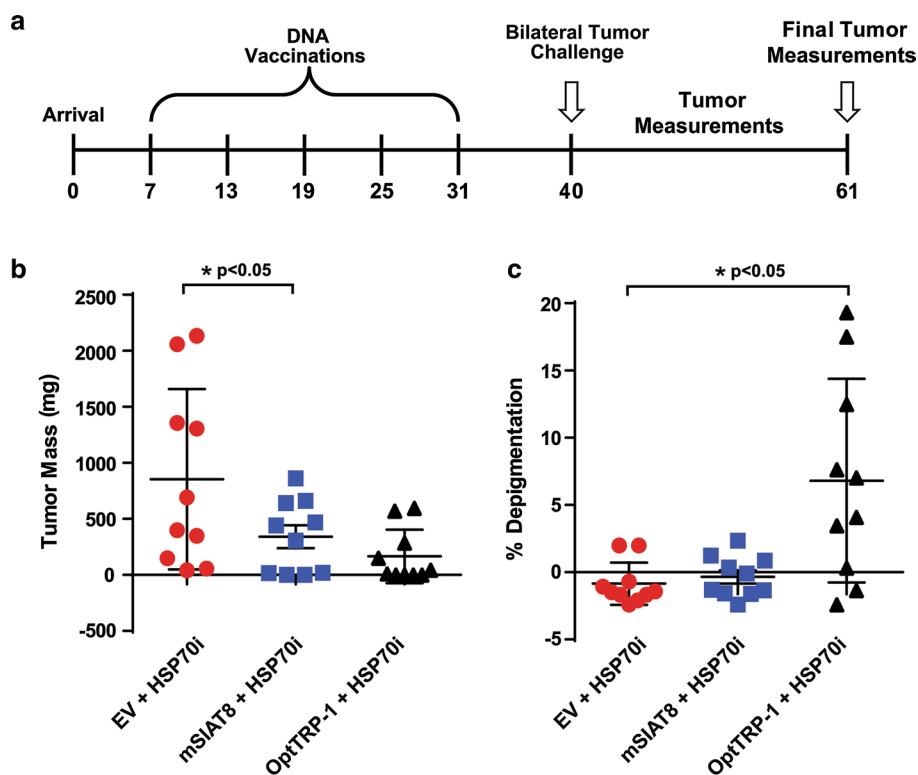 a
DNA
Vaccinations
Bilateral Tumor
Challenge
Final Tumor
Measurements
Arrival
Tumor
Measurements
0 7 13 19 25 31 40 61
b
* p<0.05
Tumor Mass (mg)
2500
2000
1500
1000
500
0
-500
EV + HSP70i
mSIAT8 + HSP70i
OptTRP-1 + HSP70i
c
* p<0.05
% Depigmentation
20
15
10
5
0
-5
EV + HSP70i
mSIAT8 + HSP70i
OptTRP-1 + HSP70i